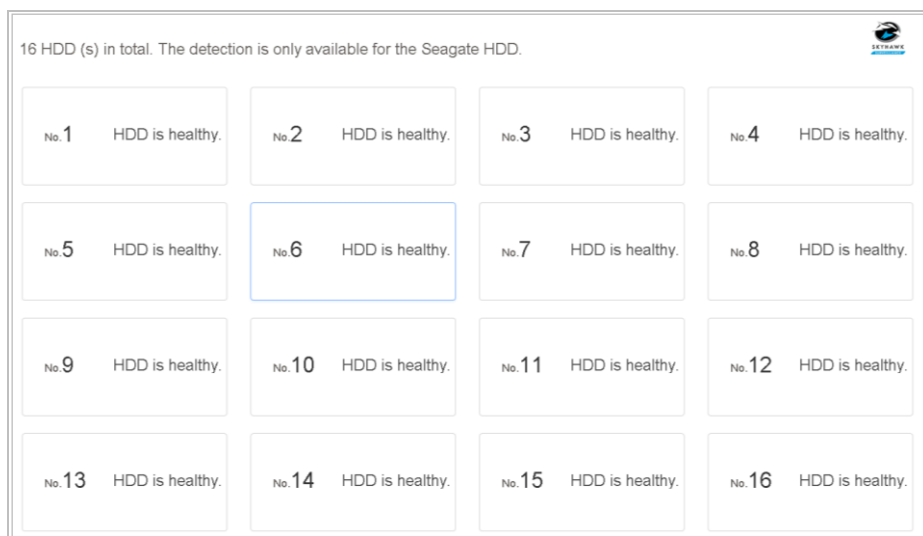 16 HDD (s) in total. The detection is only available for the Seagate HDD.
SKYHAWK
No.1 HDD is healthy.
No.2 HDD is healthy.
No.3 HDD is healthy.
No.4 HDD is healthy.
No.5 HDD is healthy.
No.6 HDD is healthy.
No.7 HDD is healthy.
No.8 HDD is healthy.
No.9 HDD is healthy.
No.10 HDD is healthy.
No.11 HDD is healthy.
No.12 HDD is healthy.
No.13 HDD is healthy.
No.14 HDD is healthy.
No.15 HDD is healthy.
No.16 HDD is healthy.